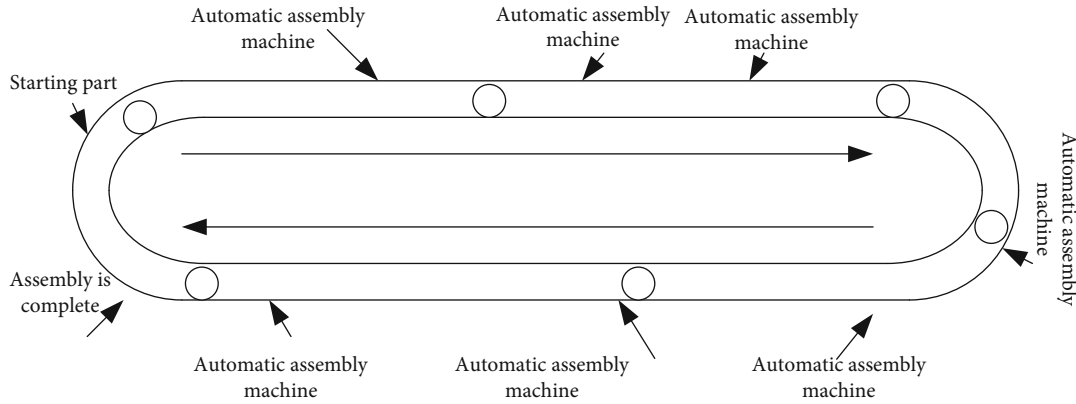 Automatic assembly
machine
Automatic assembly
machine
Automatic assembly
machine
Starting part
Automatic assembly
machine
Assembly is
complete
Automatic assembly
machine
Automatic assembly
machine
Automatic assembly
machine